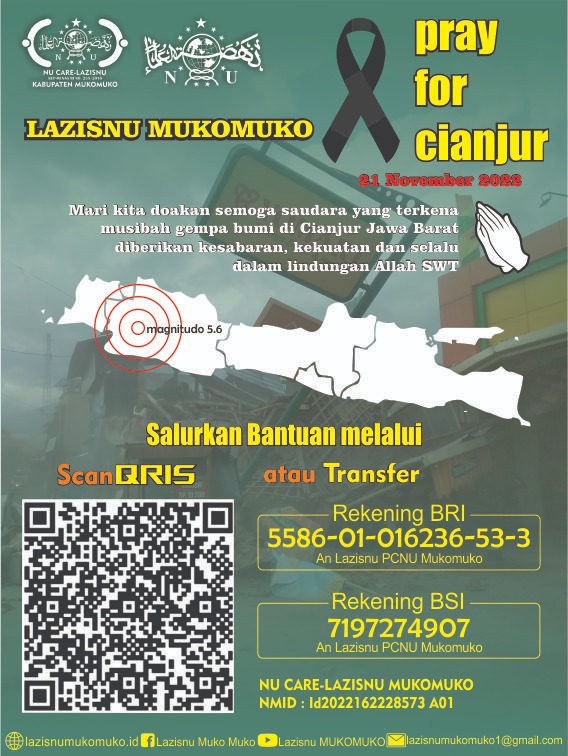 NU CARE-LAZISNU
KABUPATEN MUKOMUKO
N U
LAZISNU MUKOMUKO
pray
for
cianjur
21 November 2022
Mari kita doakan semoga saudara yang terkena
musibah gempa bumi di Cianjur Jawa Barat
diberikan kesabaran, kekuatan dan selalu
dalam lindungan Allah SWT
magnitudo 5.6
Salurkan Bantuan melalui
Scan QRIS atau Transfer
Rekening BRI
5586-01-016236-53-3
An Lazisnu PCNU Mukomuko
Rekening BSI
7197274907
An Lazisnu PCNU Mukomuko
NU CARE-LAZISNU MUKOMUKO
NMID : Id2022162228573 A01
lazisnumukomuko.id Lazisnu Muko Muko Lazisnu MUKOMUKO lazisnumukomuko1@gmail.com